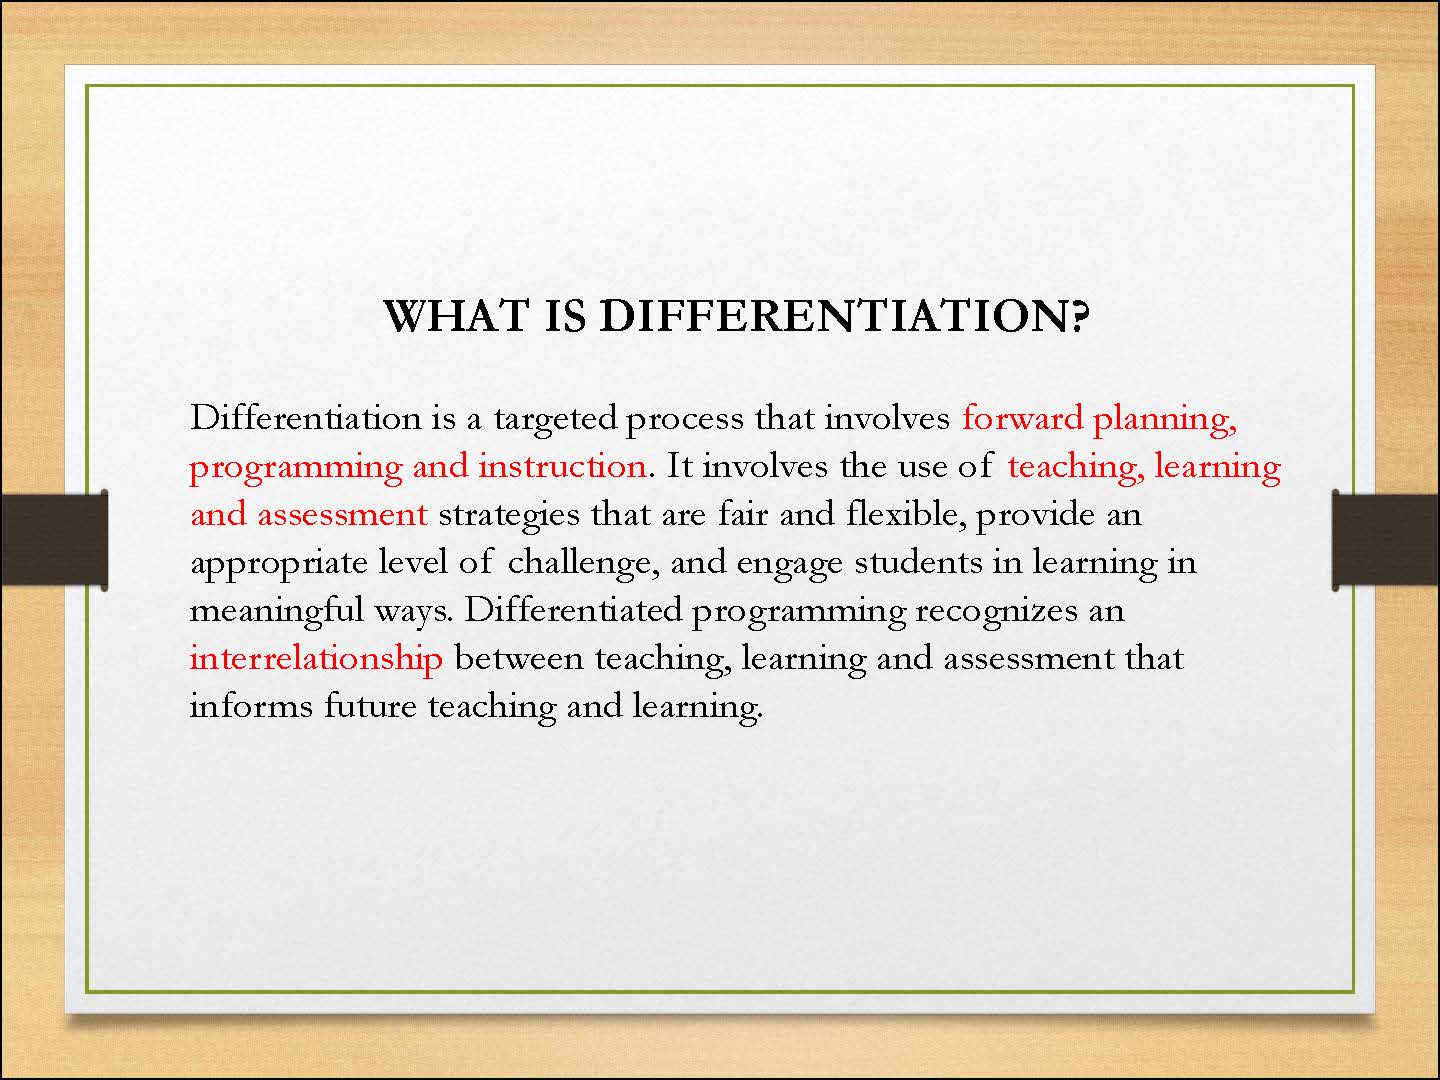 WHAT IS DIFFERENTIATION?
Differentiation is a targeted process that involves forward planning,
programming and instruction. It involves the use of teaching, learning
and assessment strategies that are fair and flexible, provide an
appropriate level of challenge, and engage students in learning in
meaningful ways. Differentiated programming recognizes an
interrelationship between teaching, learning and assessment that
informs future teaching and learning.